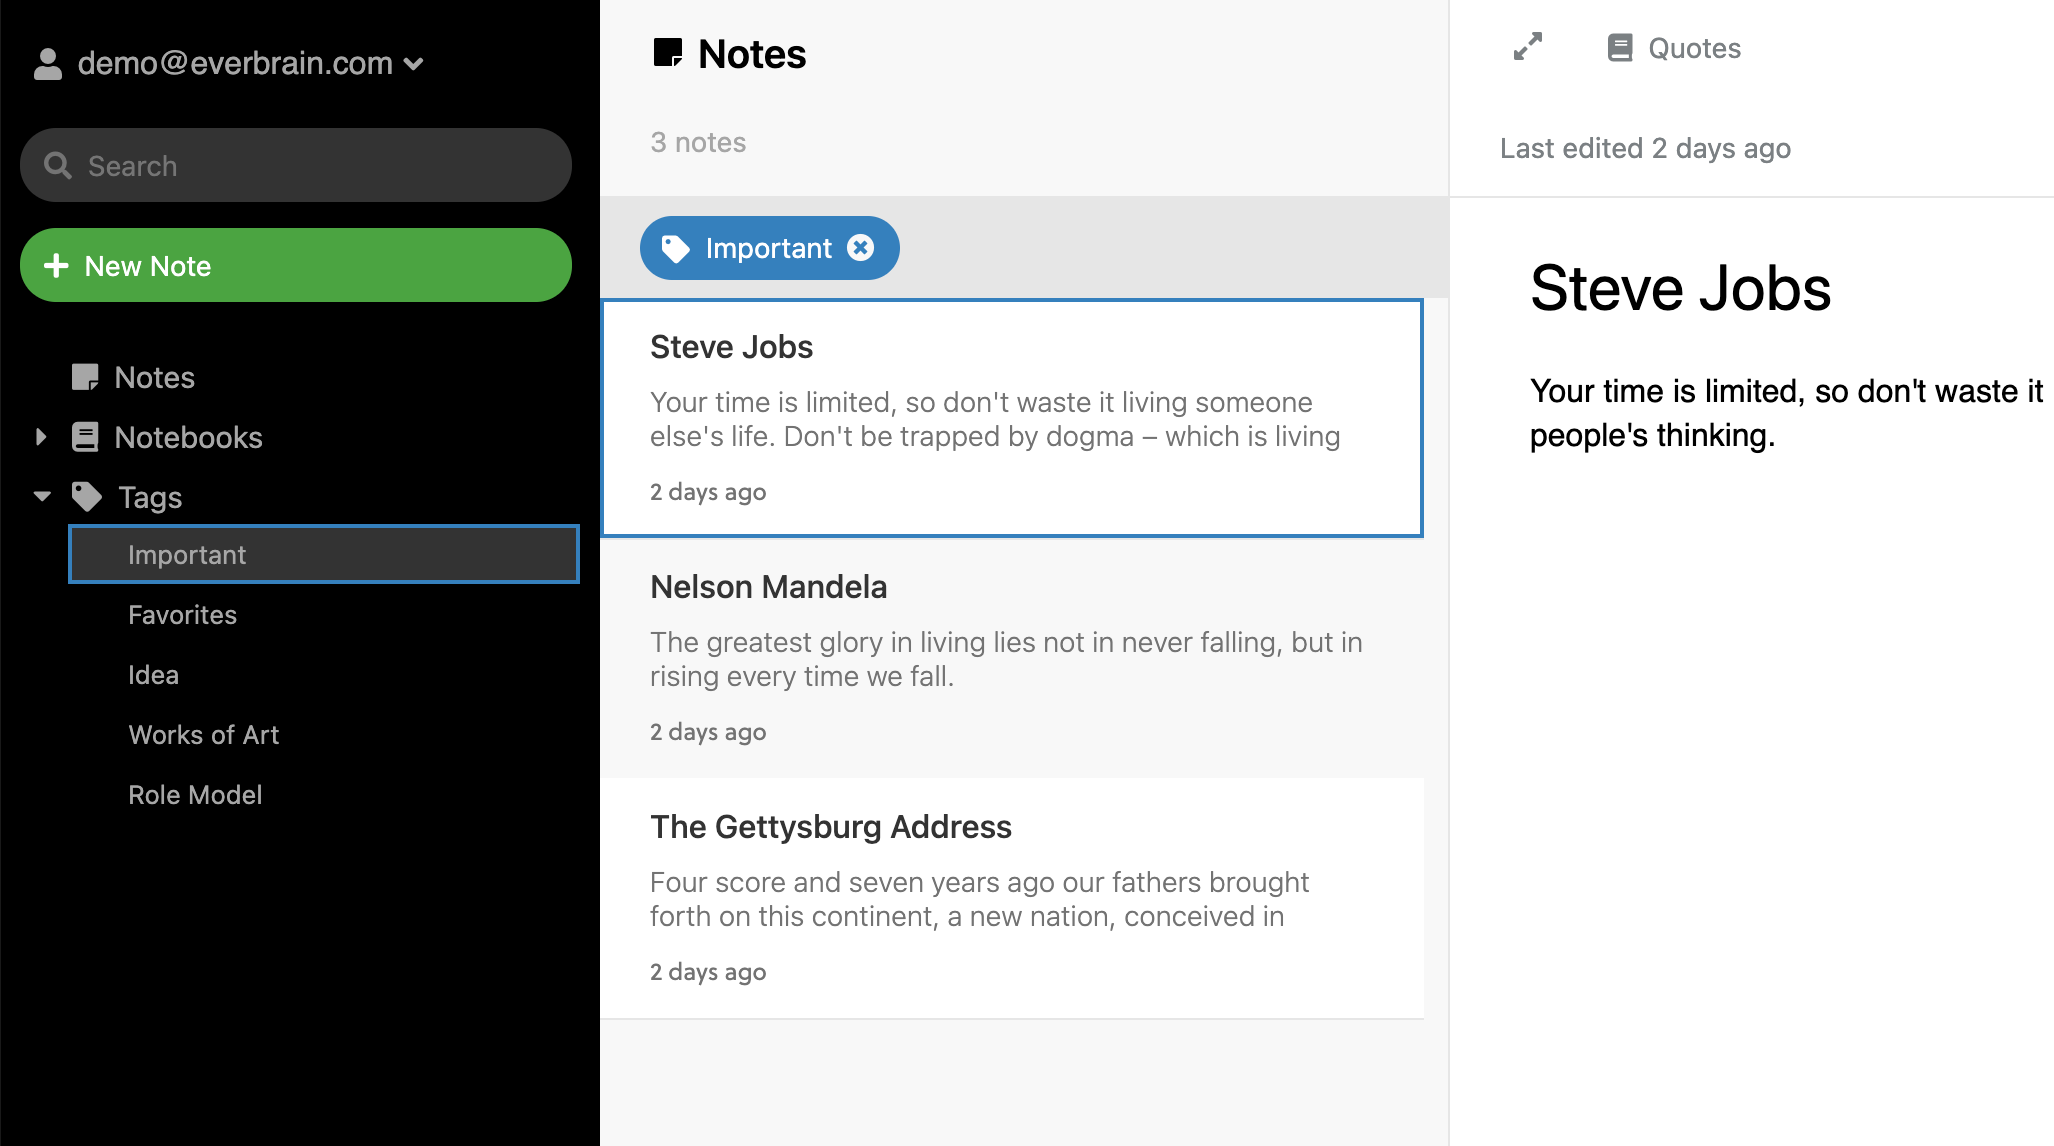 demo@everbrain.com
Search
New Note
Notes
Notebooks
Tags
Important
Favorites
Idea
Works of Art
Role Model
Notes
3 notes
Important
Steve Jobs
Your time is limited, so don't waste it living someone
else's life. Don't be trapped by dogma – which is living
2 days ago
Nelson Mandela
The greatest glory in living lies not in never falling, but in
rising every time we fall.
2 days ago
The Gettysburg Address
Four score and seven years ago our fathers brought
forth on this continent, a new nation, conceived in
2 days ago
Quotes
Last edited 2 days ago
Steve Jobs
Your time is limited, so don't waste it
people's thinking.